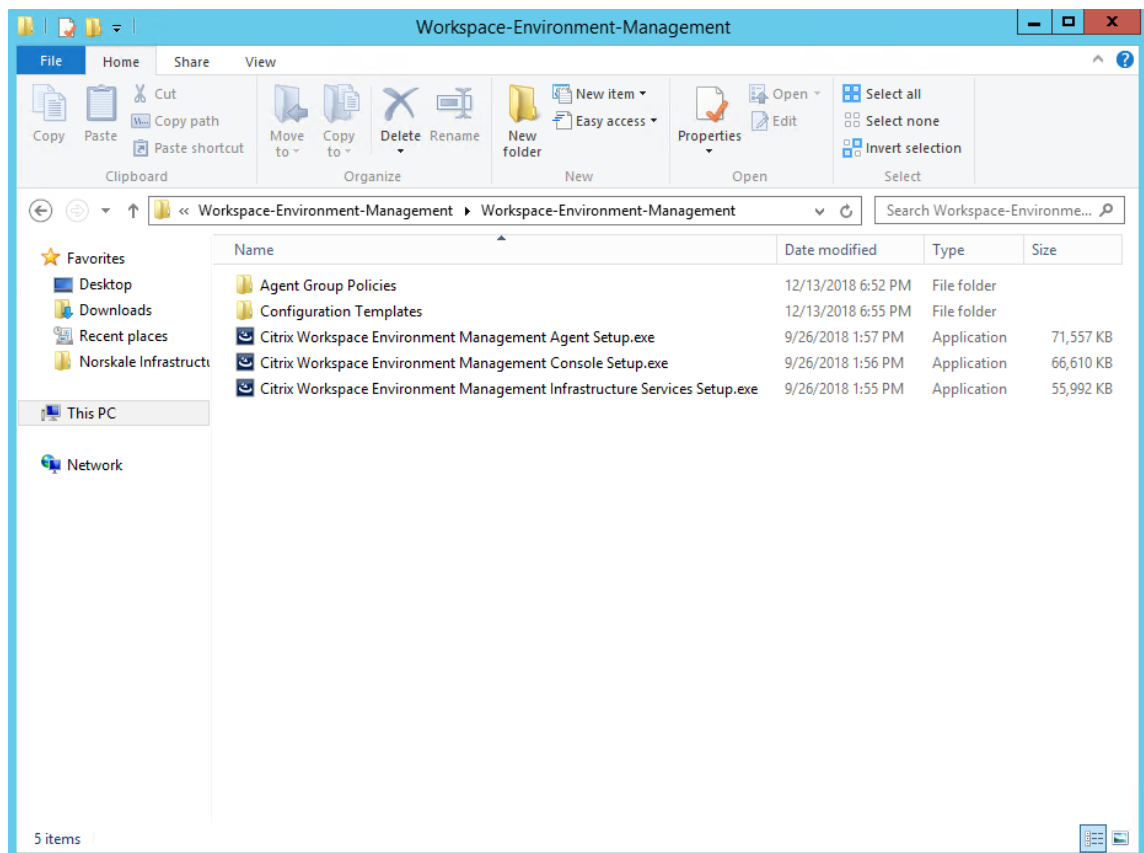 Workspace-Environment-Management
File Home Share View
Copy
Paste
Cut
Copy path
Paste shortcut
Clipboard
Move to
Copy to
Delete
Rename
Organize
New folder
New item
Easy access
New
Properties
Open
Edit
Open
Select all
Select none
Invert selection
Select
« Workspace-Environment-Management Workspace-Environment-Management
Search Workspace-Environme...
Favorites
Desktop
Downloads
Recent places
Norskale Infrastructu
This PC
Network
Name Date modified Type Size
Agent Group Policies 12/13/2018 6:52 PM File folder
Configuration Templates 12/13/2018 6:55 PM File folder
Citrix Workspace Environment Management Agent Setup.exe 9/26/2018 1:57 PM Application 71,557 KB
Citrix Workspace Environment Management Console Setup.exe 9/26/2018 1:56 PM Application 66,610 KB
Citrix Workspace Environment Management Infrastructure Services Setup.exe 9/26/2018 1:55 PM Application 55,992 KB
5 items